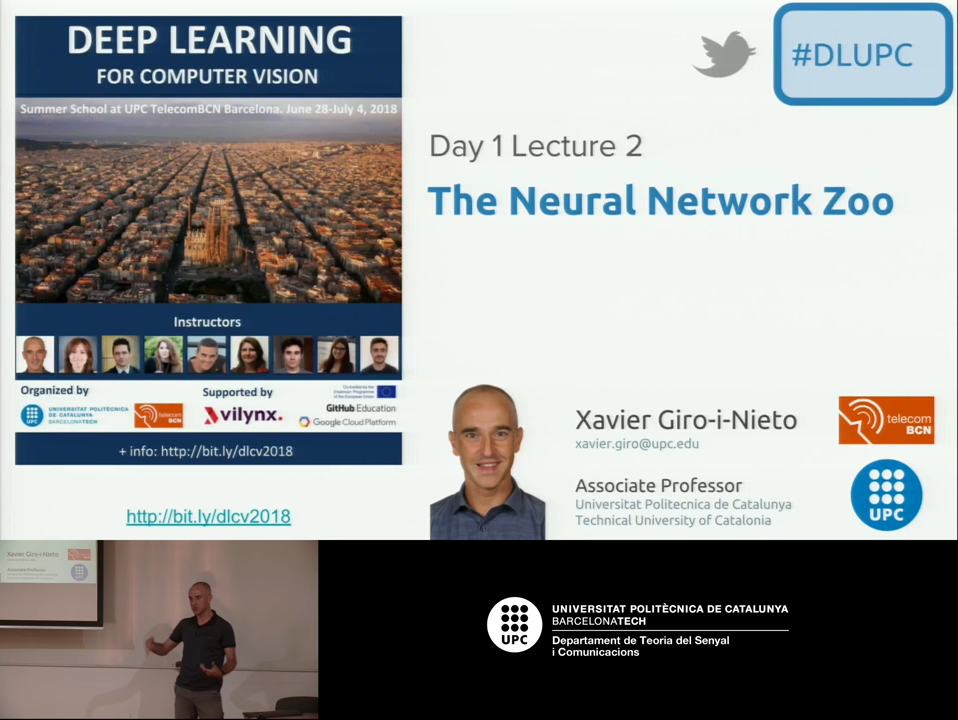 DEEP LEARNING
FOR COMPUTER VISION
Summer School at UPC TelecomBCN Barcelona. June 28-July 4, 2018
Instructors
Organized by
UPC
UNIVERSITAT POLITÈCNICA
DE CATALUNYA
BARCELONATECH
telecom
BCN
Supported by
vilynx.
GitHub Education
Google Cloud Platform
+ info: http://bit.ly/dlcv2018
http://bit.ly/dlcv2018
#DLUPC
Day 1 Lecture 2
The Neural Network Zoo
Xavier Giro-i-Nieto
xavier.giro@upc.edu
Associate Professor
Universitat Politecnica de Catalunya
Technical University of Catalonia
telecom
BCN
UPC
Xavier Giro-i-Nieto
UPC
UNIVERSITAT POLITÈCNICA DE CATALUNYA
BARCELONATECH
Departament de Teoria del Senyal
i Comunicacions